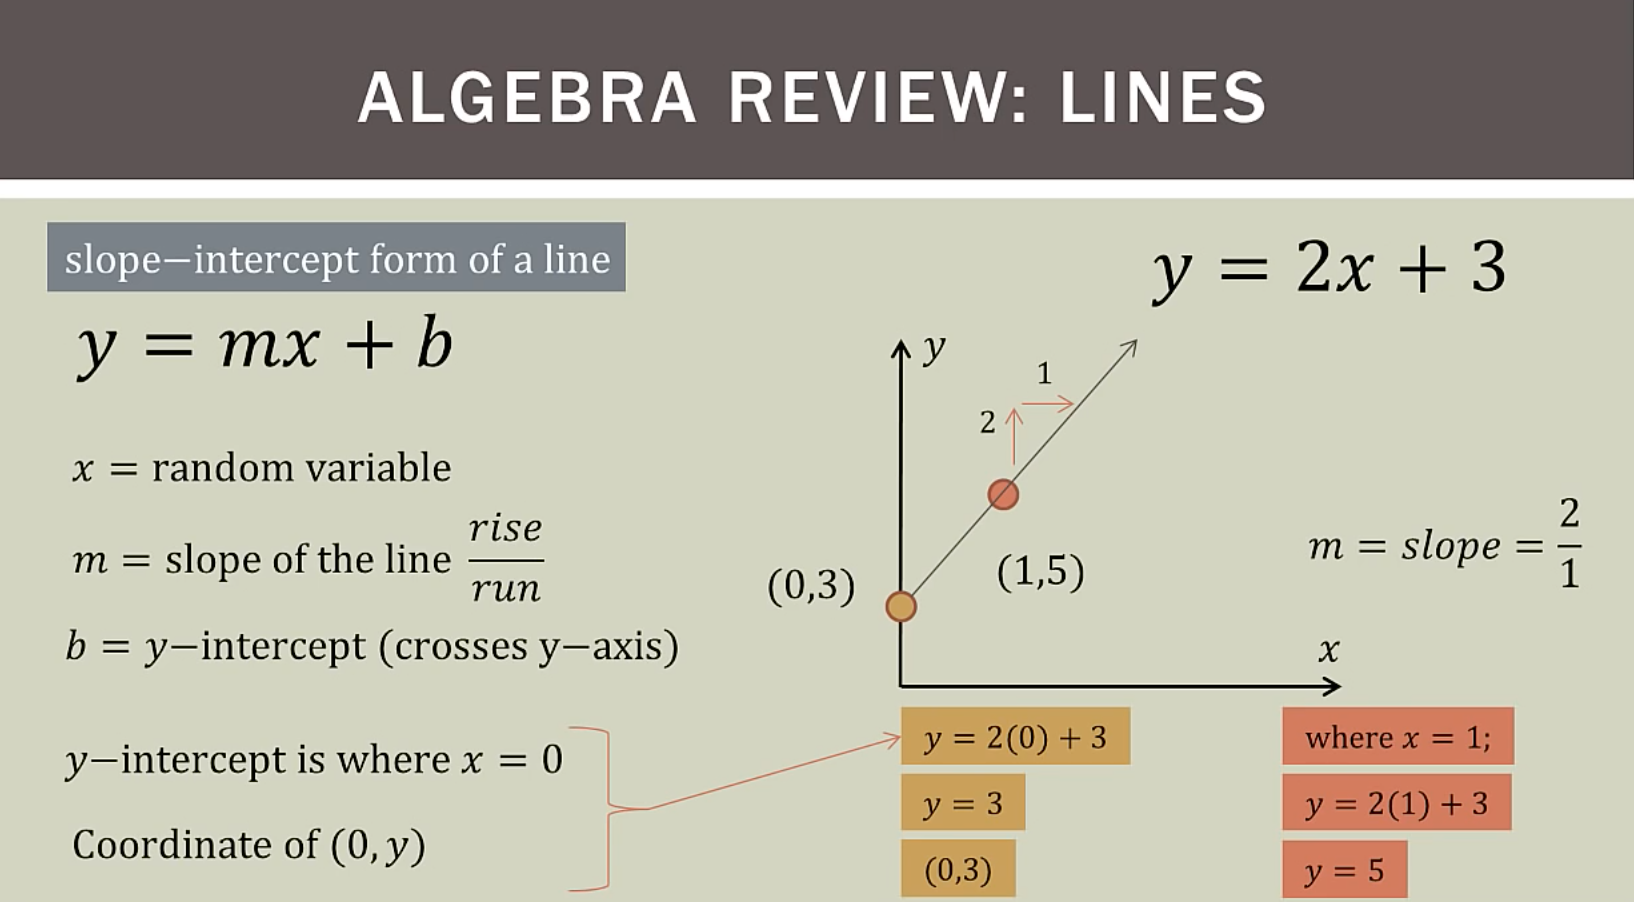 ALGEBRA REVIEW: LINES
slope−intercept form of a line
y = mx + b
x = random variable
m = slope of the line rise/run
b = y−intercept (crosses y−axis)
y−intercept is where x = 0
Coordinate of (0, y)
y = 2x + 3
y
1
2
(0,3)
(1,5)
x
m = slope = 2/1
y = 2(0) + 3
y = 3
(0,3)
where x = 1;
y = 2(1) + 3
y = 5